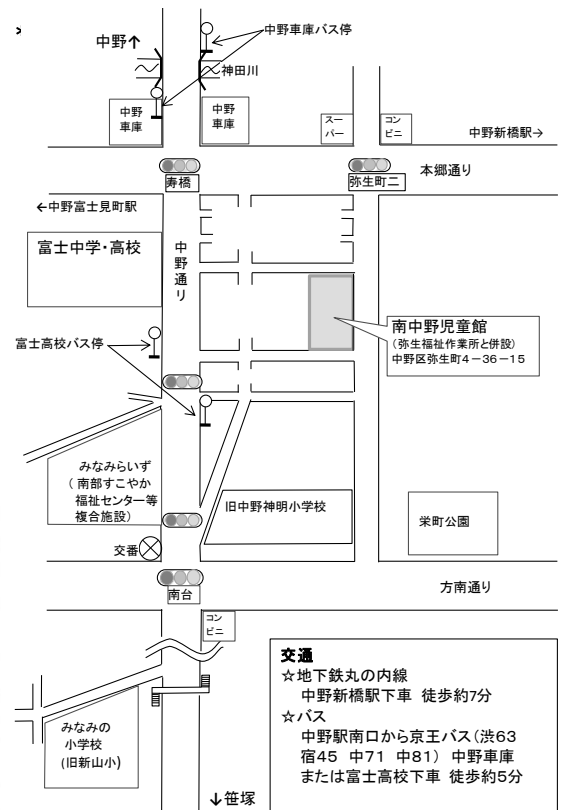 中野↑
中野車庫バス停
神田川
中野
車庫
中野
車庫
スー
パー
コン
ビニ
中野新橋駅→
寿橋
弥生町二
本郷通り
←中野富士見町駅
中野通り
富士中学・高校
南中野児童館
(弥生福祉作業所と併設)
中野区弥生町4-36-15
富士高校バス停
みなみらいず
(南部すこやか
福祉センター等
複合施設)
旧中野神明小学校
栄町公園
交番
南台
方南通り
コン
ビニ
みなみの
小学校
(旧新山小)
↓笹塚
交通
☆地下鉄丸の内線
中野新橋駅下車 徒歩約7分
☆バス
中野駅南口から京王バス(渋63
宿45 中71 中81) 中野車庫
または富士高校下車 徒歩約5分